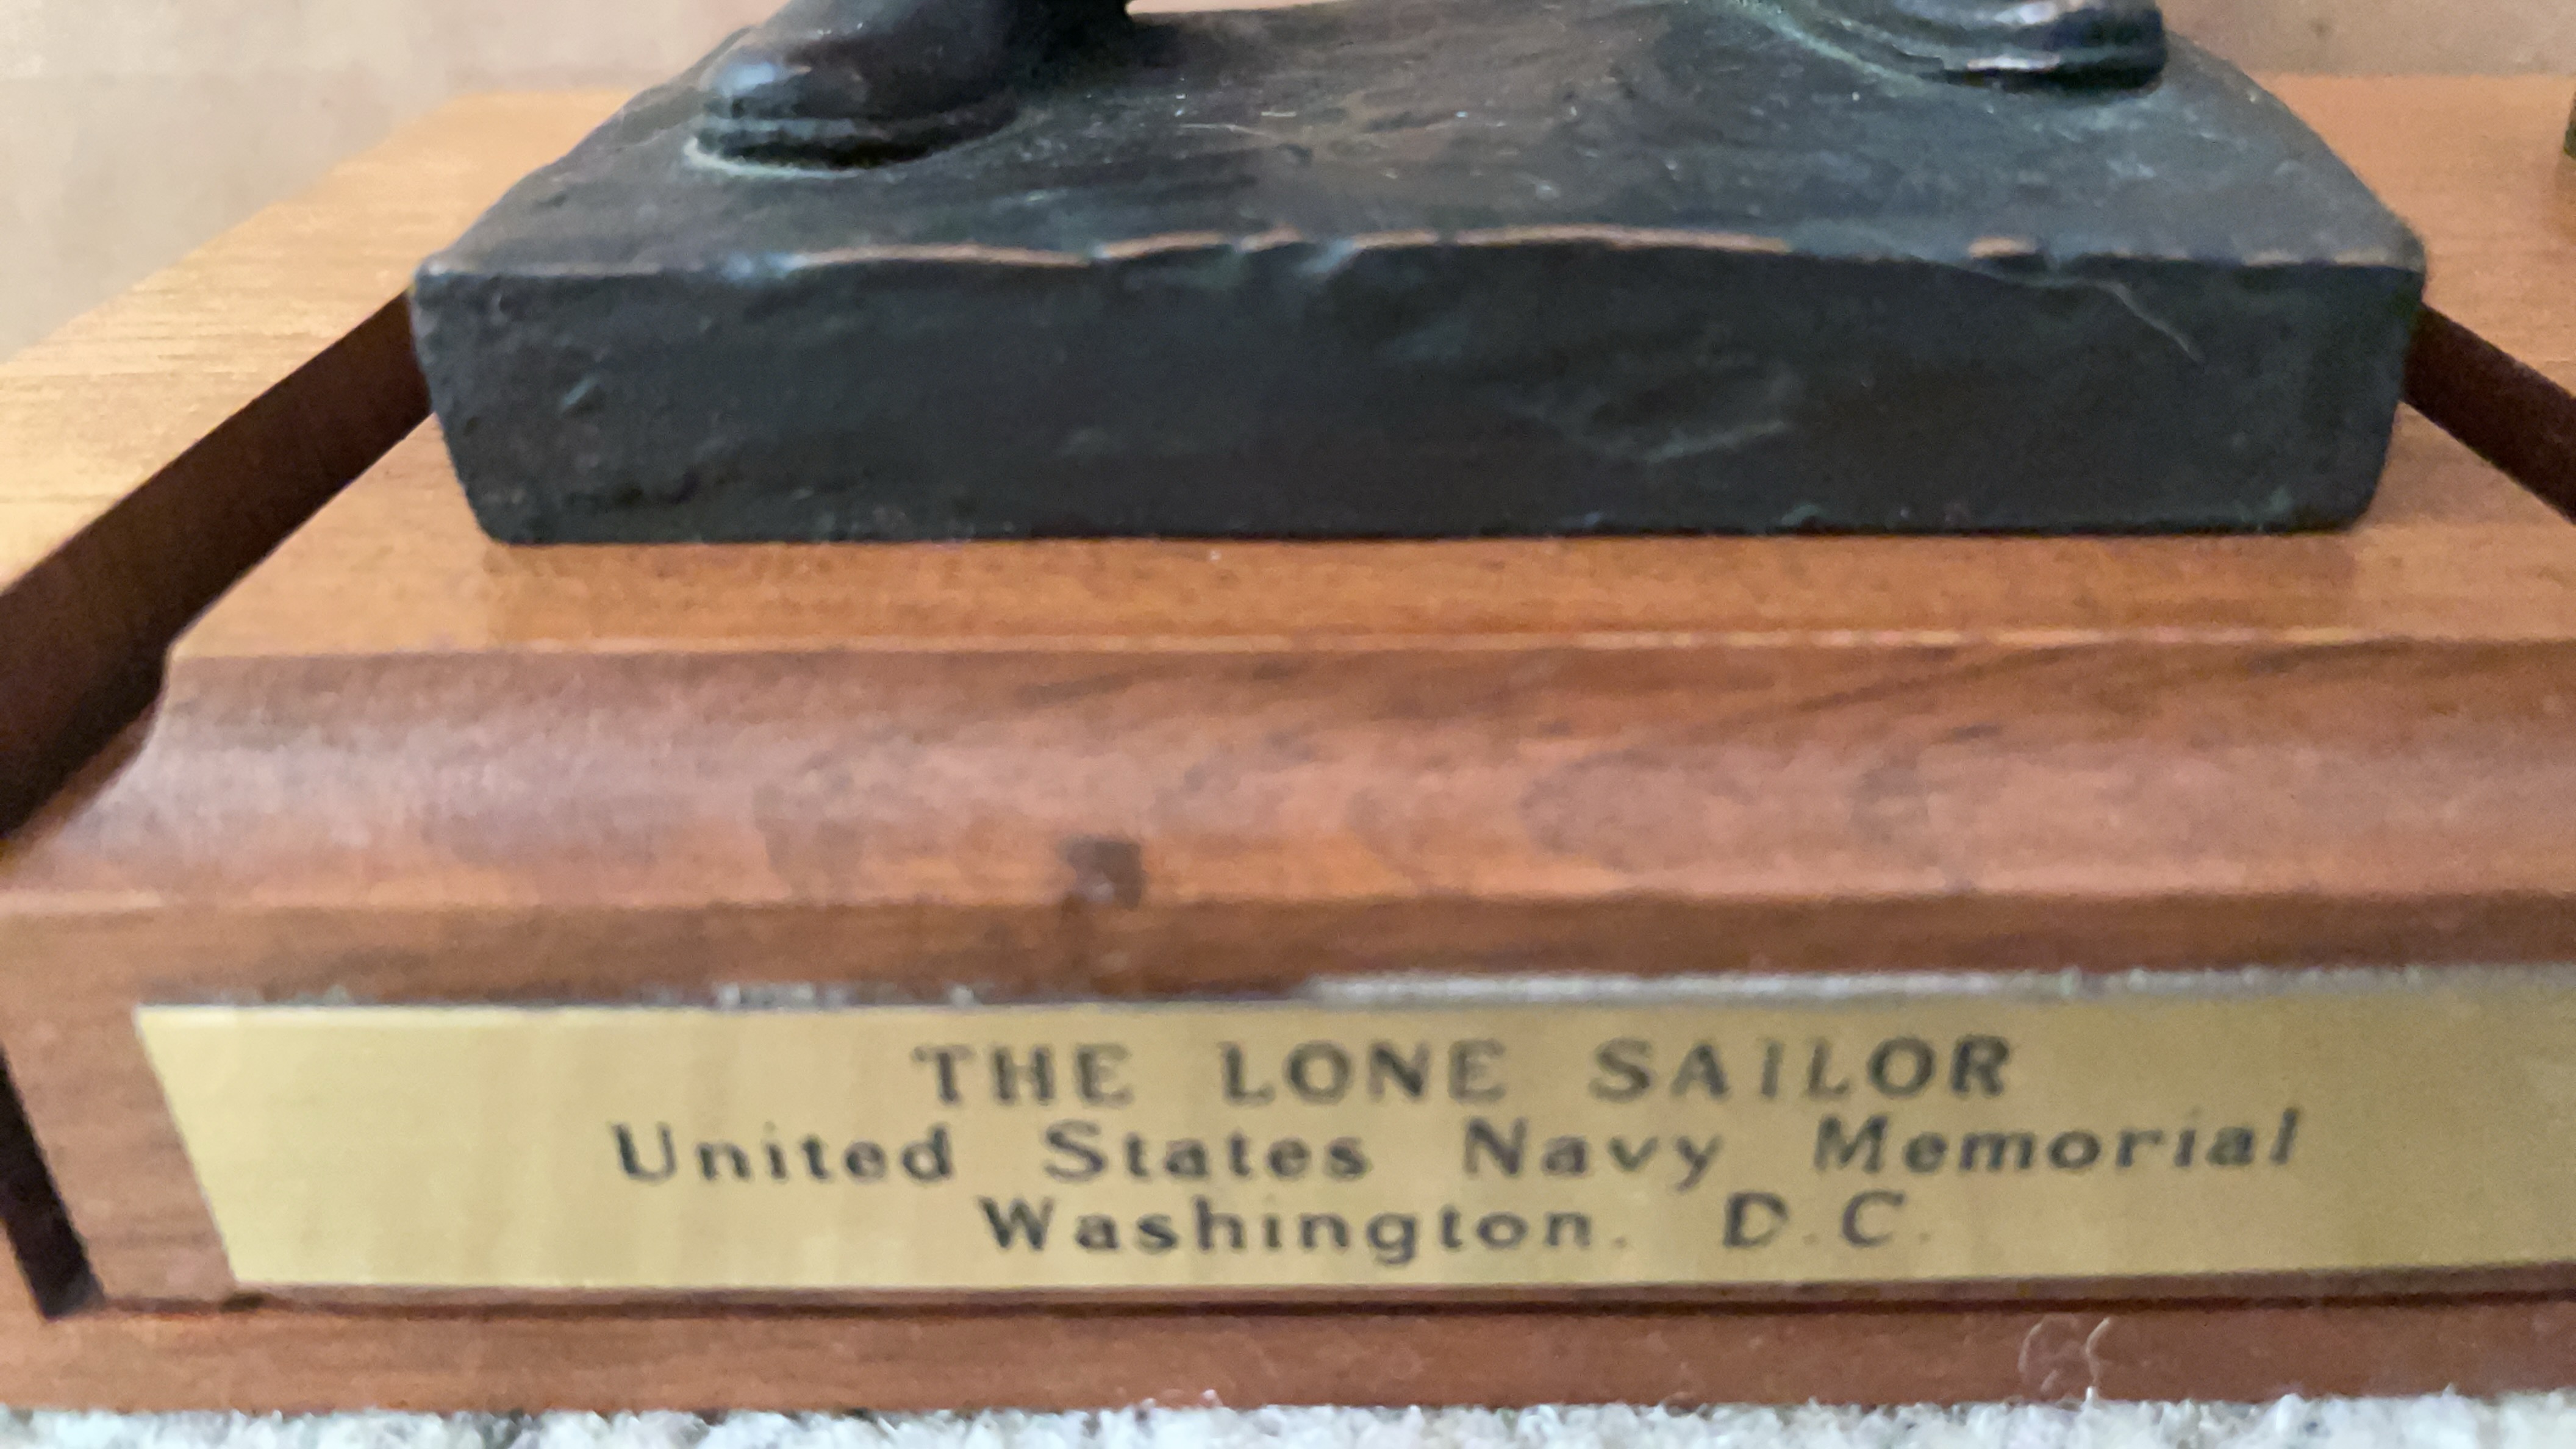 THE LONE SAILOR
United States Navy Memorial
Washington. D.C.